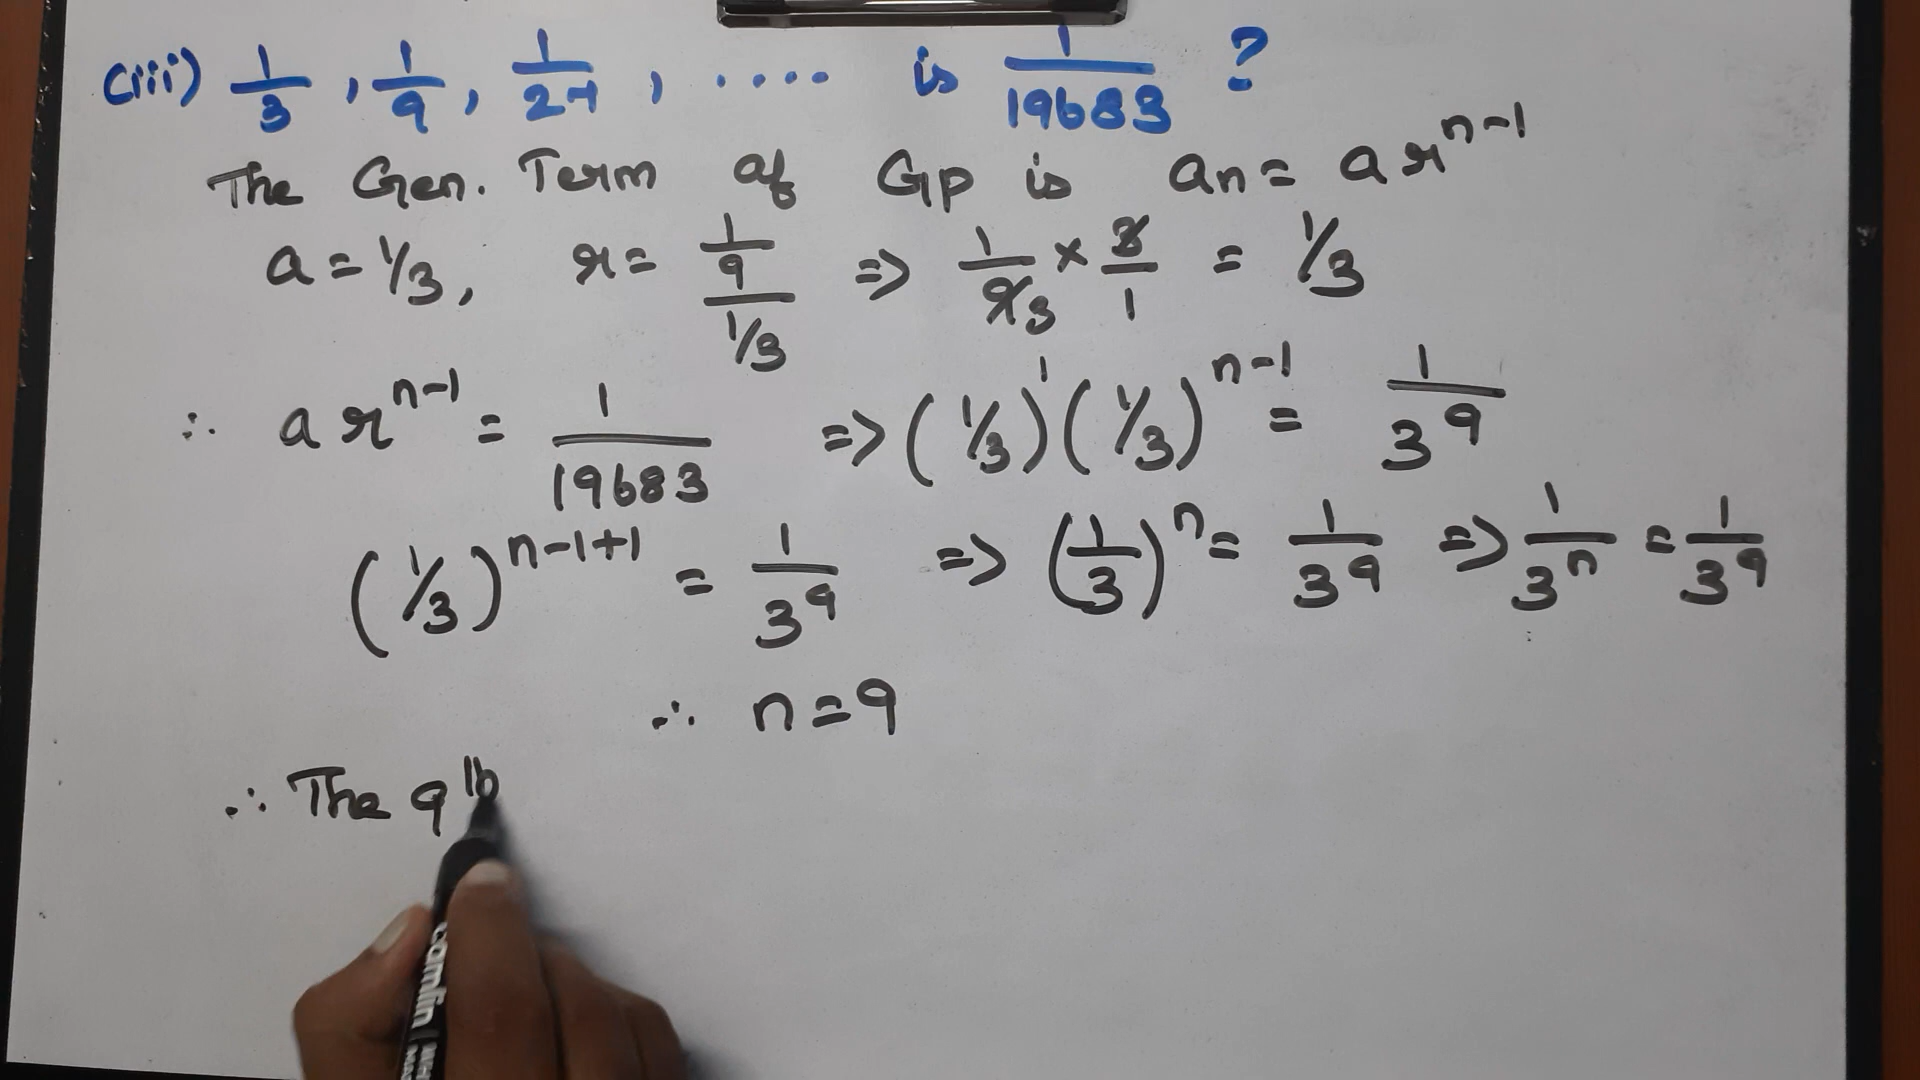 (iii) 1/3, 1/9, 1/27, .... is 1/19683 ?
The Gen. Term of GP is an = a r^(n-1)
a = 1/3, r = (1/9)/(1/3) => 1/9 3 × 3/1 = 1/3
∴ a r^(n-1) = 1/19683 => (1/3)^1 (1/3)^(n-1) = 1/3^9
(1/3)^(n-1+1) = 1/3^9 => (1/3)^n = 1/3^9 => 1/3^n = 1/3^9
∴ n = 9
∴ The 9th
camlin